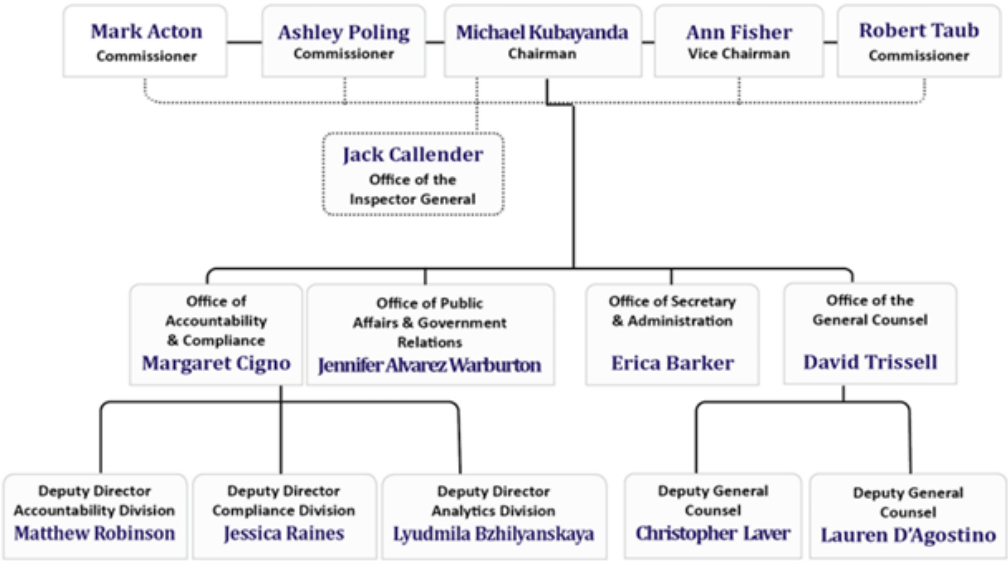 Mark Acton
Commissioner
Ashley Poling
Commissioner
Michael Kubayanda
Chairman
Ann Fisher
Vice Chairman
Robert Taub
Commissioner
Jack Callender
Office of the
Inspector General
Office of
Accountability
& Compliance
Margaret Cigno
Office of Public
Affairs & Government
Relations
Jennifer Alvarez Warburton
Office of Secretary
& Administration
Erica Barker
Office of the
General Counsel
David Trissell
Deputy Director
Accountability Division
Matthew Robinson
Deputy Director
Compliance Division
Jessica Raines
Deputy Director
Analytics Division
Lyudmila Bzhilyanskaya
Deputy General
Counsel
Christopher Laver
Deputy General
Counsel
Lauren D'Agostino